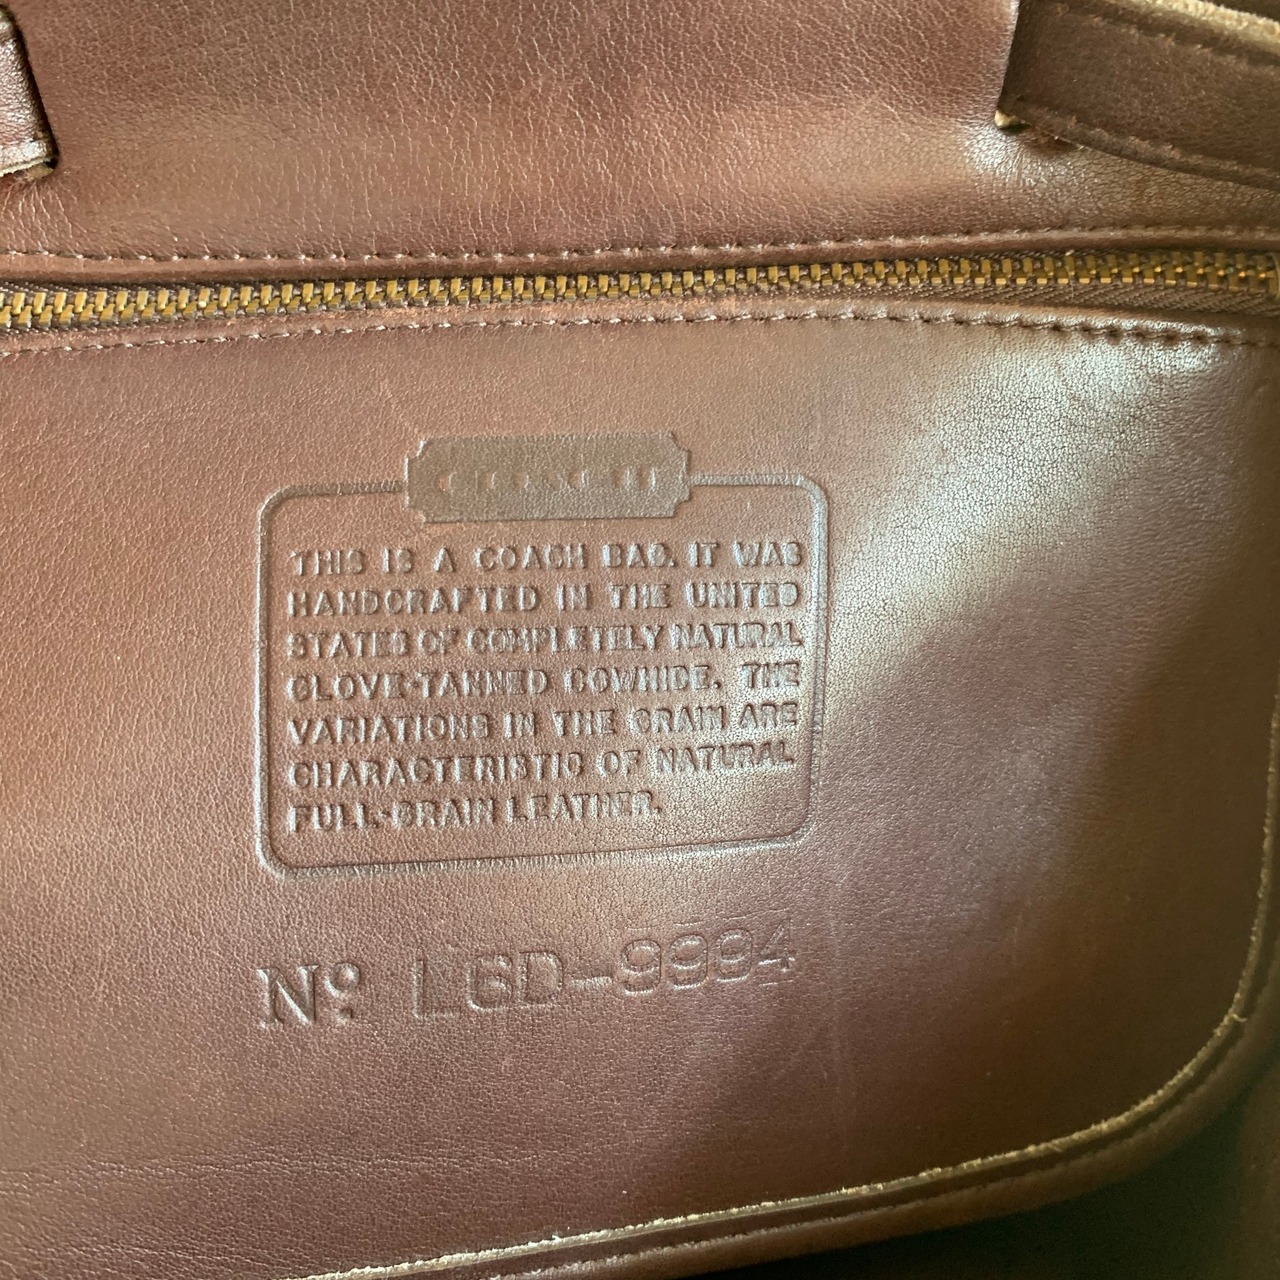 COACH
THIS IS A COACH BAG. IT WAS
HANDCRAFTED IN THE UNITED
STATES OF COMPLETELY NATURAL
GLOVE-TANNED COWHIDE. THE
VARIATIONS IN THE GRAIN ARE
CHARACTERISTIC OF NATURAL
FULL-GRAIN LEATHER.
Nº L6D-9994